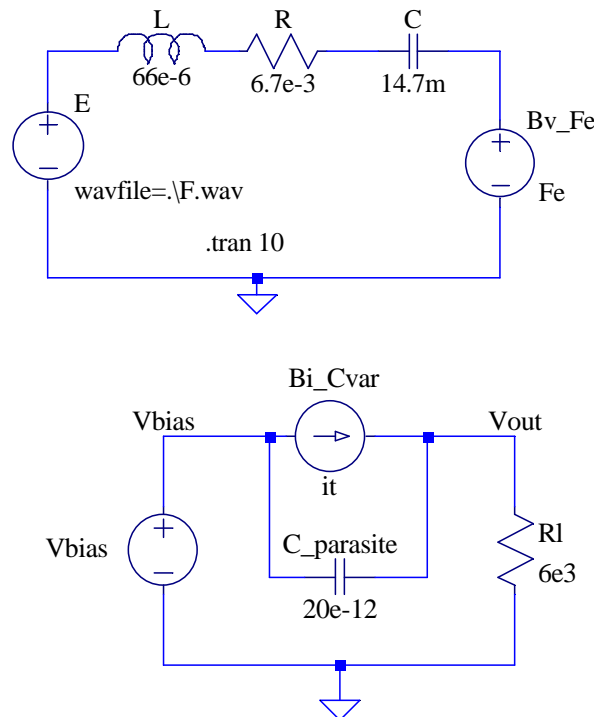 L
R
C
66e-6
6.7e-3
14.7m
E
Bv_Fe
+
+
−
−
wavfile=.\F.wav
Fe
.tran 10
Bi_Cvar
Vbias
Vout
it
+
Vbias
−
C_parasite
Rl
6e3
20e-12